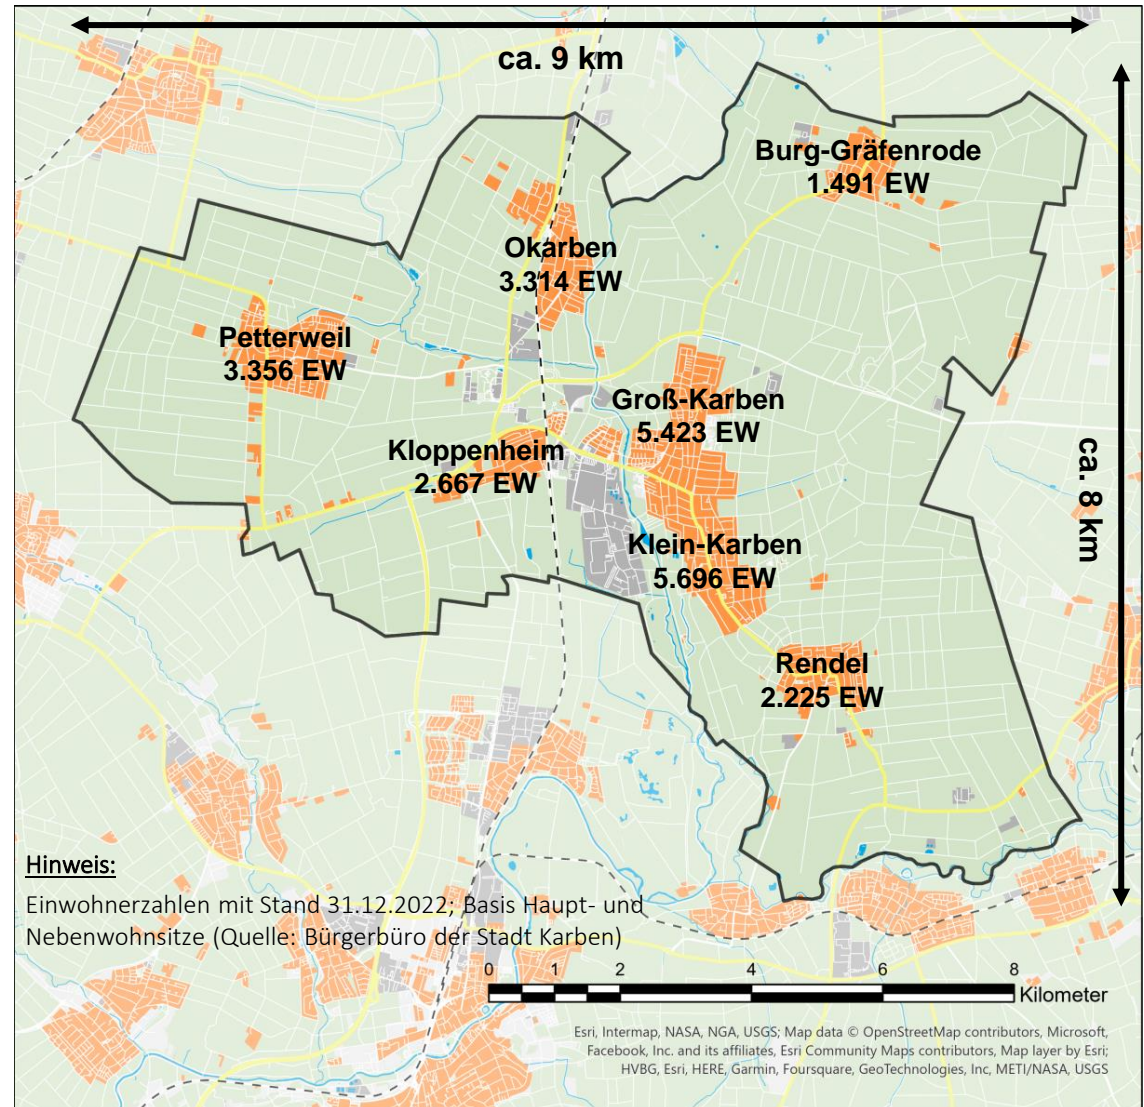 ca. 9 km
Burg-Gräfenrode
1.491 EW
Okarben
3.314 EW
Petterweil
3.356 EW
Groß-Karben
5.423 EW
Kloppenheim
2.667 EW
ca. 8 km
Klein-Karben
5.696 EW
Rendel
2.225 EW
Hinweis:
Einwohnerzahlen mit Stand 31.12.2022; Basis Haupt- und
Nebenwohnsitze (Quelle: Bürgerbüro der Stadt Karben)
0 1 2 4 6 8
Kilometer
Esri, Intermap, NASA, NGA, USGS; Map data © OpenStreetMap contributors, Microsoft,
Facebook, Inc. and its affiliates, Esri Community Maps contributors, Map layer by Esri;
HVBG, Esri, HERE, Garmin, Foursquare, GeoTechnologies, Inc, METI/NASA, USGS